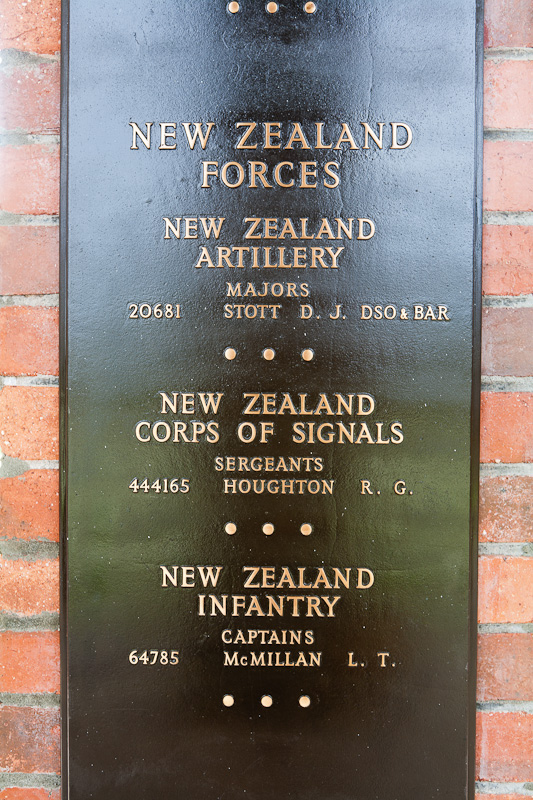 NEW ZEALAND
FORCES
NEW ZEALAND
ARTILLERY
MAJORS
20681 STOTT D. J. DSO & BAR
NEW ZEALAND
CORPS OF SIGNALS
SERGEANTS
444165 HOUGHTON R. G.
NEW ZEALAND
INFANTRY
CAPTAINS
64785 McMILLAN L. T.